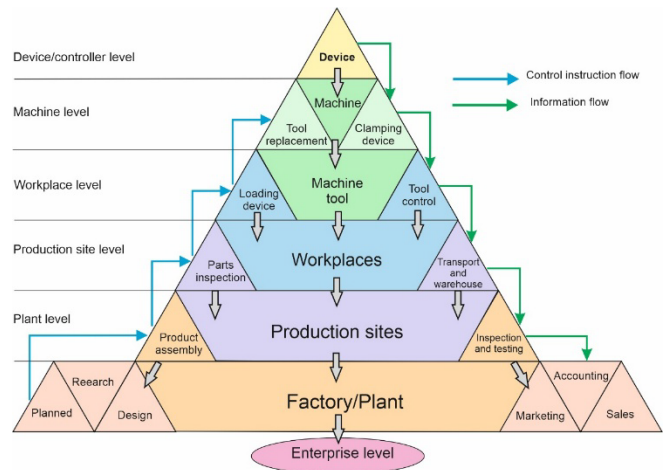 Device/controller level
Device
Control instruction flow
Information flow
Machine level
Machine
Tool
replacement
Clamping
device
Workplace level
Loading
device
Machine
tool
Tool
control
Production site level
Parts
inspection
Workplaces
Transport
and
warehouse
Plant level
Product
assembly
Production sites
Inspection
and testing
Planned
Reearch
Design
Factory/Plant
Marketing
Accounting
Sales
Enterprise level